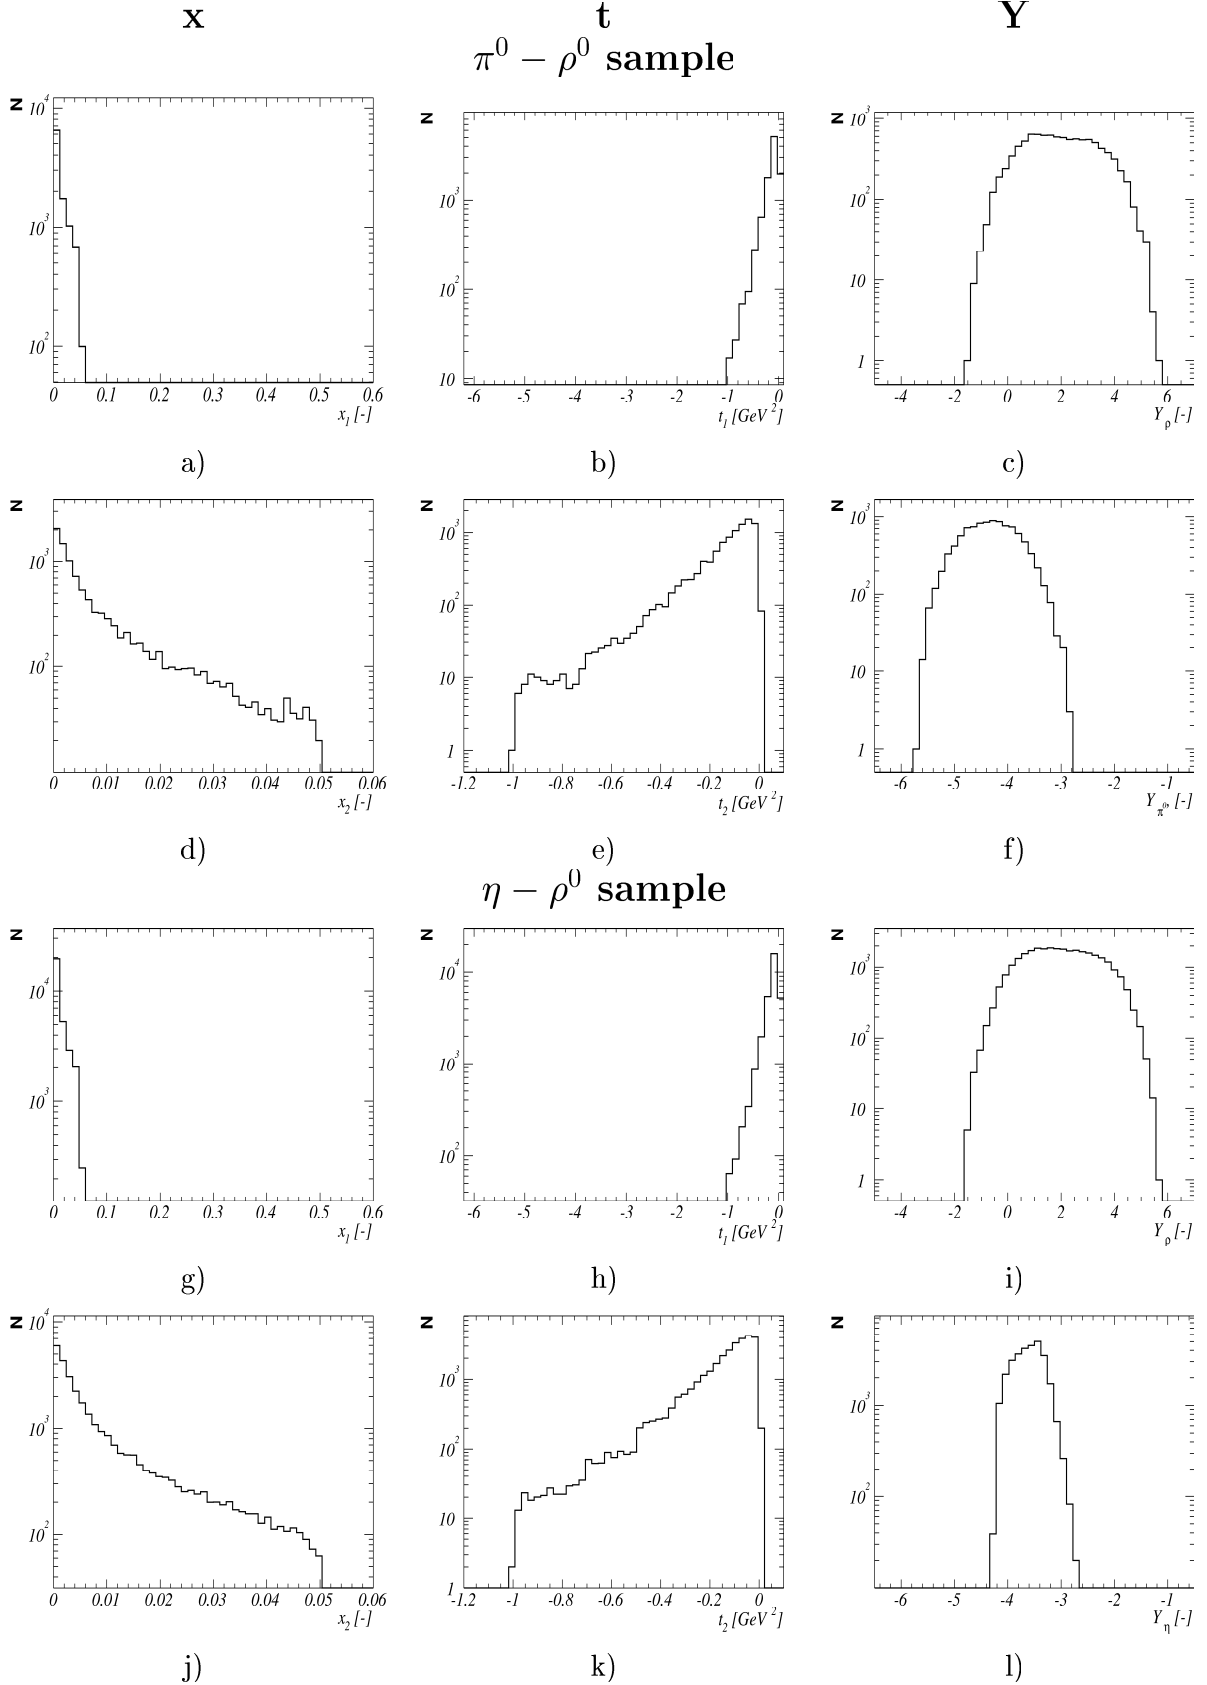 x t Y
π⁰ − ρ⁰ sample
N N N
10⁴ 10³ 10²
0 0.1 0.2 0.3 0.4 0.5 0.6
x₁ [-]
10³ 10² 10
-6 -5 -4 -3 -2 -1 0
t₁ [GeV²]
10³ 10² 10 1
-4 -2 0 2 4 6
Y_ρ [-]
a) b) c)
N N N
10³ 10²
0 0.01 0.02 0.03 0.04 0.05 0.06
x₂ [-]
10³ 10² 10 1
-1.2 -1 -0.8 -0.6 -0.4 -0.2 0
t₂ [GeV²]
10³ 10² 10 1
-6 -5 -4 -3 -2 -1
Y_π⁰, [-]
d) e) f)
η − ρ⁰ sample
N N N
10⁴ 10³
0 0.1 0.2 0.3 0.4 0.5 0.6
x₁ [-]
10⁴ 10³ 10²
-6 -5 -4 -3 -2 -1 0
t₁ [GeV²]
10³ 10² 10 1
-4 -2 0 2 4 6
Y_ρ [-]
g) h) i)
N N N
10⁴ 10³ 10²
0 0.01 0.02 0.03 0.04 0.05 0.06
x₂ [-]
10³ 10² 10 1
-1.2 -1 -0.8 -0.6 -0.4 -0.2 0
t₂ [GeV²]
10³ 10²
-6 -5 -4 -3 -2 -1
Y_η [-]
j) k) l)